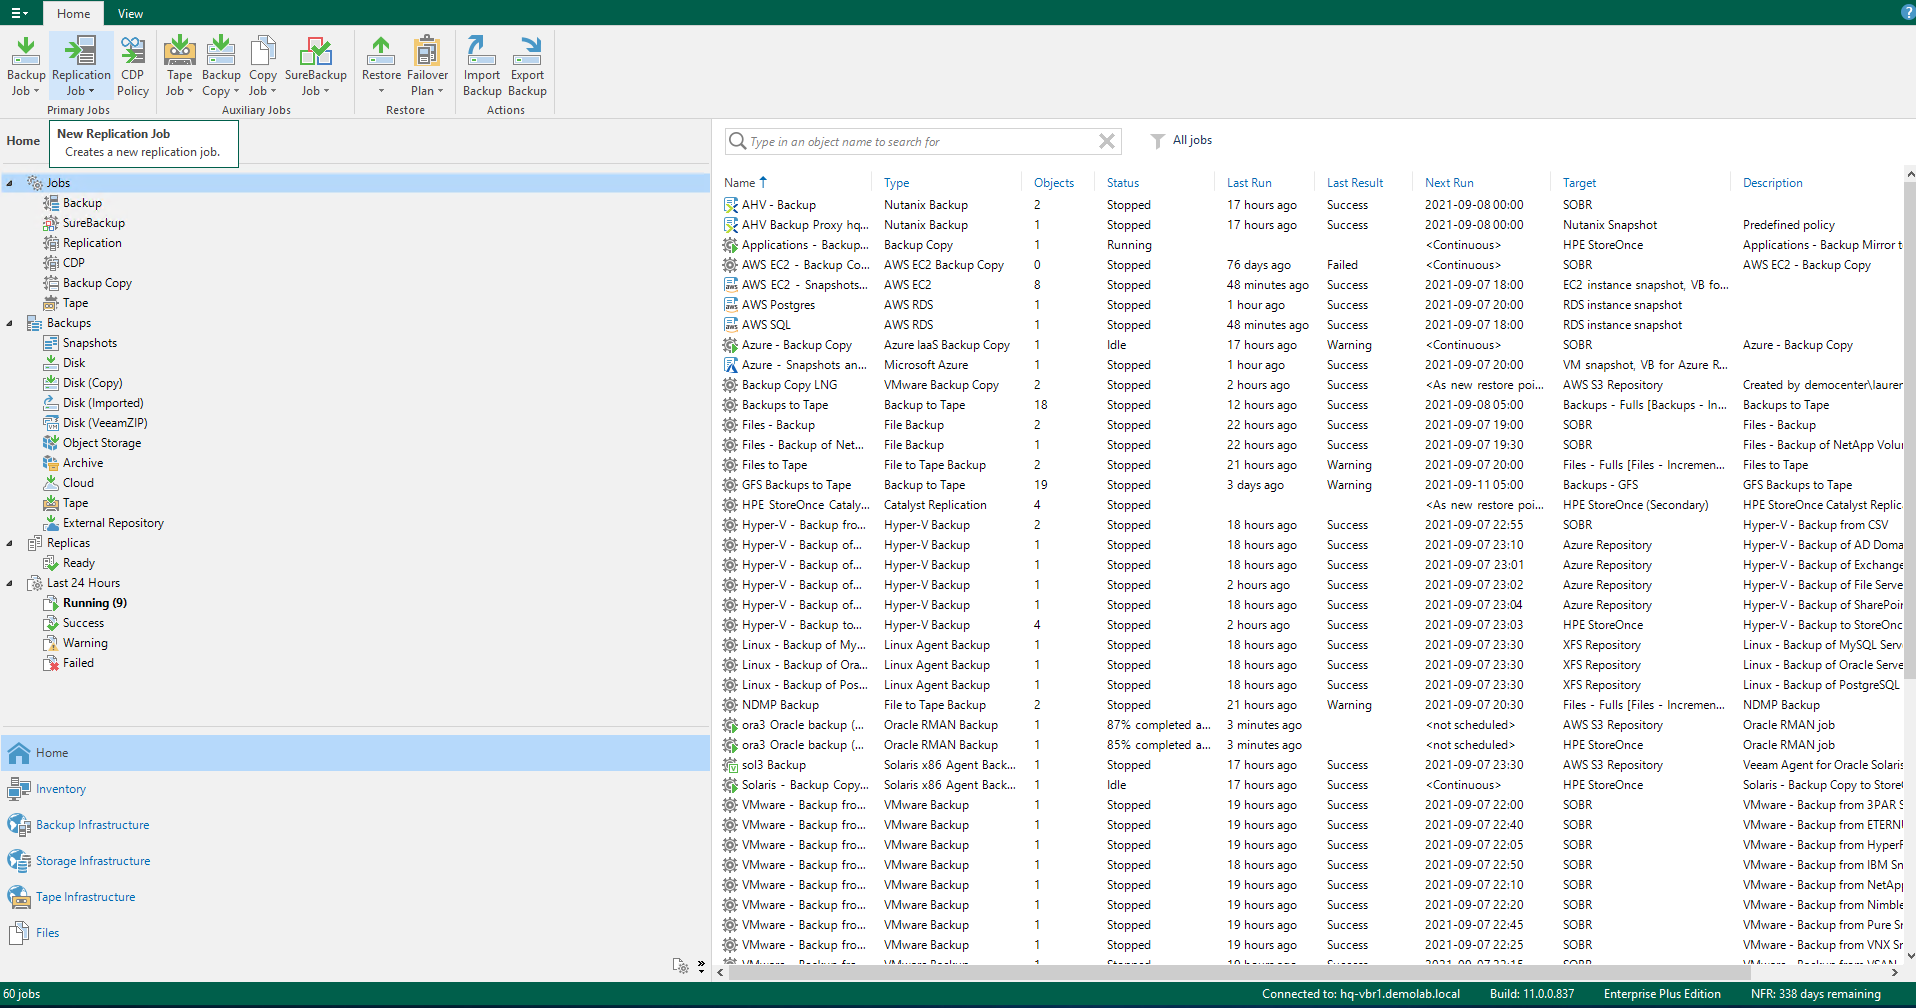 Home View
Backup Job
Replication Job
CDP Policy
Primary Jobs
Tape Job
Backup Copy
Copy Job
SureBackup Job
Auxiliary Jobs
Restore
Failover Plan
Restore
Import Backup
Export Backup
Actions
Home
New Replication Job
Creates a new replication job.
Jobs
Backup
SureBackup
Replication
CDP
Backup Copy
Tape
Backups
Snapshots
Disk
Disk (Copy)
Disk (Imported)
Disk (VeeamZIP)
Object Storage
Archive
Cloud
Tape
External Repository
Replicas
Ready
Last 24 Hours
Running (9)
Success
Warning
Failed
Home
Inventory
Backup Infrastructure
Storage Infrastructure
Tape Infrastructure
Files
Type in an object name to search for
All jobs
Name Type Objects Status Last Run Last Result Next Run Target Description
AHV - Backup Nutanix Backup 2 Stopped 17 hours ago Success 2021-09-08 00:00 SOBR
AHV Backup Proxy hq... Nutanix Backup 1 Stopped 17 hours ago Success 2021-09-08 00:00 Nutanix Snapshot Predefined policy
Applications - Backup... Backup Copy 1 Running <Continuous> HPE StoreOnce Applications - Backup Mirror t
AWS EC2 - Backup Co... AWS EC2 Backup Copy 0 Stopped 76 days ago Failed <Continuous> SOBR AWS EC2 - Backup Copy
AWS EC2 - Snapshots... AWS EC2 8 Stopped 48 minutes ago Success 2021-09-07 18:00 EC2 instance snapshot, VB fo...
AWS Postgres AWS RDS 1 Stopped 1 hour ago Success 2021-09-07 20:00 RDS instance snapshot
AWS SQL AWS RDS 1 Stopped 48 minutes ago Success 2021-09-07 18:00 RDS instance snapshot
Azure - Backup Copy Azure IaaS Backup Copy 1 Idle 17 hours ago Warning <Continuous> SOBR Azure - Backup Copy
Azure - Snapshots an... Microsoft Azure 1 Stopped 1 hour ago Success 2021-09-07 20:00 VM snapshot, VB for Azure R...
Backup Copy LNG VMware Backup Copy 2 Stopped 2 hours ago Success <As new restore poi... AWS S3 Repository Created by democenter\laurer
Backups to Tape Backup to Tape 18 Stopped 12 hours ago Success 2021-09-08 05:00 Backups - Fulls [Backups - In... Backups to Tape
Files - Backup File Backup 2 Stopped 22 hours ago Success 2021-09-07 19:00 SOBR Files - Backup
Files - Backup of Net... File Backup 1 Stopped 22 hours ago Success 2021-09-07 19:30 SOBR Files - Backup of NetApp Volu
Files to Tape File to Tape Backup 2 Stopped 21 hours ago Warning 2021-09-07 20:00 Files - Fulls [Files - Incremen... Files to Tape
GFS Backups to Tape Backup to Tape 19 Stopped 3 days ago Warning 2021-09-11 05:00 Backups - GFS GFS Backups to Tape
HPE StoreOnce Cataly... Catalyst Replication 4 Stopped <As new restore poi... HPE StoreOnce (Secondary) HPE StoreOnce Catalyst Replic
Hyper-V - Backup fro... Hyper-V Backup 2 Stopped 18 hours ago Success 2021-09-07 22:55 SOBR Hyper-V - Backup from CSV
Hyper-V - Backup of... Hyper-V Backup 1 Stopped 18 hours ago Success 2021-09-07 23:10 Azure Repository Hyper-V - Backup of AD Doma
Hyper-V - Backup of... Hyper-V Backup 1 Stopped 18 hours ago Success 2021-09-07 23:01 Azure Repository Hyper-V - Backup of Exchange
Hyper-V - Backup of... Hyper-V Backup 1 Stopped 2 hours ago Success 2021-09-07 23:02 Azure Repository Hyper-V - Backup of File Serve
Hyper-V - Backup of... Hyper-V Backup 1 Stopped 18 hours ago Success 2021-09-07 23:04 Azure Repository Hyper-V - Backup of SharePoin
Hyper-V - Backup to... Hyper-V Backup 4 Stopped 2 hours ago Success 2021-09-07 23:03 HPE StoreOnce Hyper-V - Backup to StoreOnc
Linux - Backup of My... Linux Agent Backup 1 Stopped 18 hours ago Success 2021-09-07 23:30 XFS Repository Linux - Backup of MySQL Serv
Linux - Backup of Ora... Linux Agent Backup 1 Stopped 18 hours ago Success 2021-09-07 23:30 XFS Repository Linux - Backup of Oracle Serve
Linux - Backup of Pos... Linux Agent Backup 1 Stopped 18 hours ago Success 2021-09-07 23:30 XFS Repository Linux - Backup of PostgreSQL
NDMP Backup File to Tape Backup 2 Stopped 21 hours ago Warning 2021-09-07 20:30 Files - Fulls [Files - Incremen... NDMP Backup
ora3 Oracle backup (... Oracle RMAN Backup 1 87% completed a... 3 minutes ago <not scheduled> AWS S3 Repository Oracle RMAN job
ora3 Oracle backup (... Oracle RMAN Backup 1 85% completed a... 3 minutes ago <not scheduled> HPE StoreOnce Oracle RMAN job
sol3 Backup Solaris x86 Agent Back... 1 Stopped 17 hours ago Success 2021-09-07 23:30 AWS S3 Repository Veeam Agent for Oracle Solaris
Solaris - Backup Copy... Solaris x86 Agent Back... 1 Idle 17 hours ago Success <Continuous> HPE StoreOnce Solaris - Backup Copy to Store
VMware - Backup fro... VMware Backup 1 Stopped 19 hours ago Success 2021-09-07 22:00 SOBR VMware - Backup from 3PAR S
VMware - Backup fro... VMware Backup 1 Stopped 19 hours ago Success 2021-09-07 22:40 SOBR VMware - Backup from ETERN
VMware - Backup fro... VMware Backup 1 Stopped 19 hours ago Success 2021-09-07 22:05 SOBR VMware - Backup from HyperF
VMware - Backup fro... VMware Backup 1 Stopped 18 hours ago Success 2021-09-07 22:50 SOBR VMware - Backup from IBM Sn
VMware - Backup fro... VMware Backup 1 Stopped 19 hours ago Success 2021-09-07 22:10 SOBR VMware - Backup from NetApp
VMware - Backup fro... VMware Backup 1 Stopped 19 hours ago Success 2021-09-07 22:20 SOBR VMware - Backup from Nimble
VMware - Backup fro... VMware Backup 1 Stopped 19 hours ago Success 2021-09-07 22:45 SOBR VMware - Backup from Pure Sr
VMware - Backup fro... VMware Backup 1 Stopped 19 hours ago Success 2021-09-07 22:25 SOBR VMware - Backup from VNX Sr
60 jobs Connected to: hq-vbr1.demolab.local Build: 11.0.0.837 Enterprise Plus Edition NFR: 338 days remaining